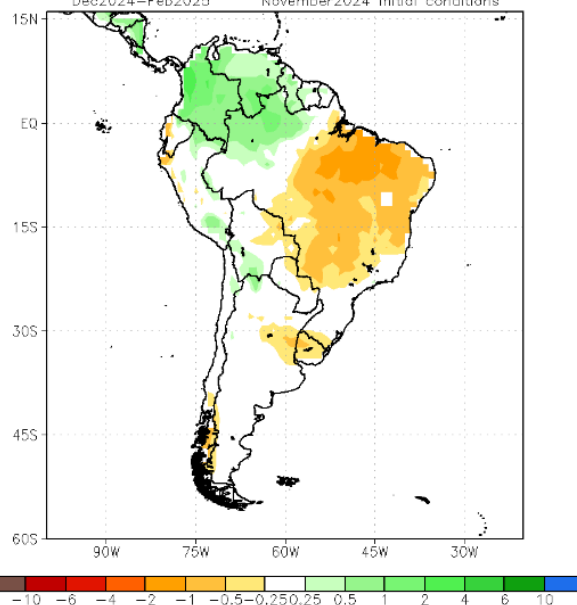 Dec2024-Feb2025 November2024 initial conditions
15N
EQ
15S
30S
45S
60S
90W 75W 60W 45W 30W
-10 -6 -4 -2 -1 -0.5-0.250.25 0.5 1 2 4 6 10